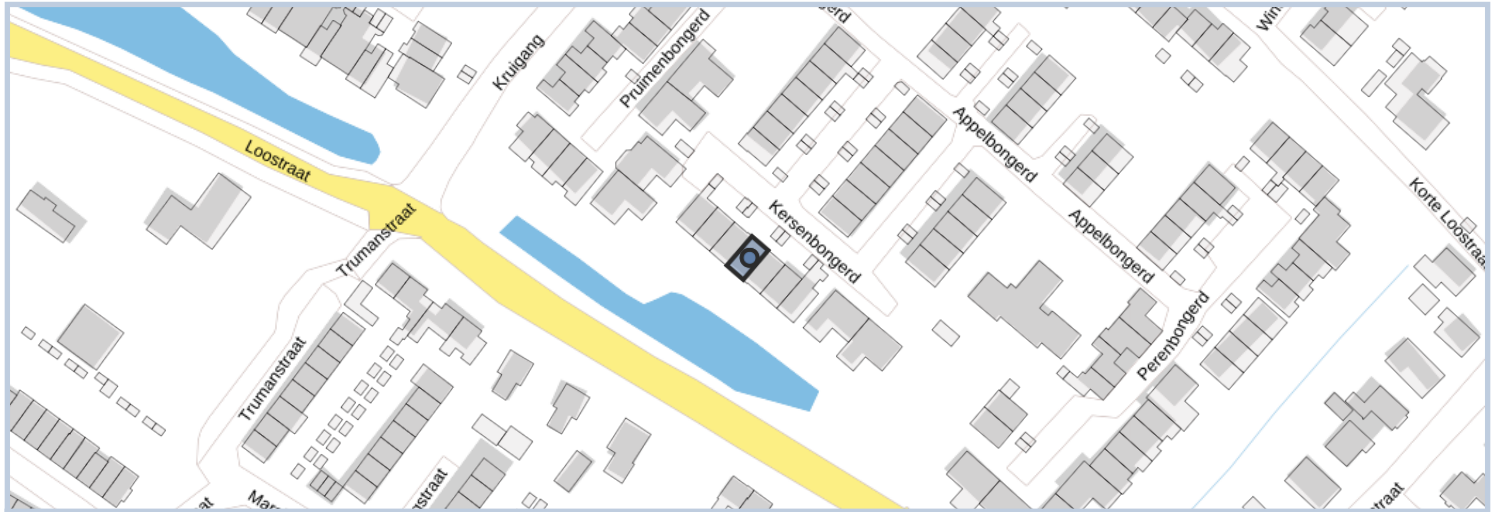 Kruigang
Pruimenbongerd
Loostraat
Appelbongerd
Kersenbongerd
Appelbongerd
Korte Loostraat
Trumanstraat
Trumanstraat
Perenbongerd